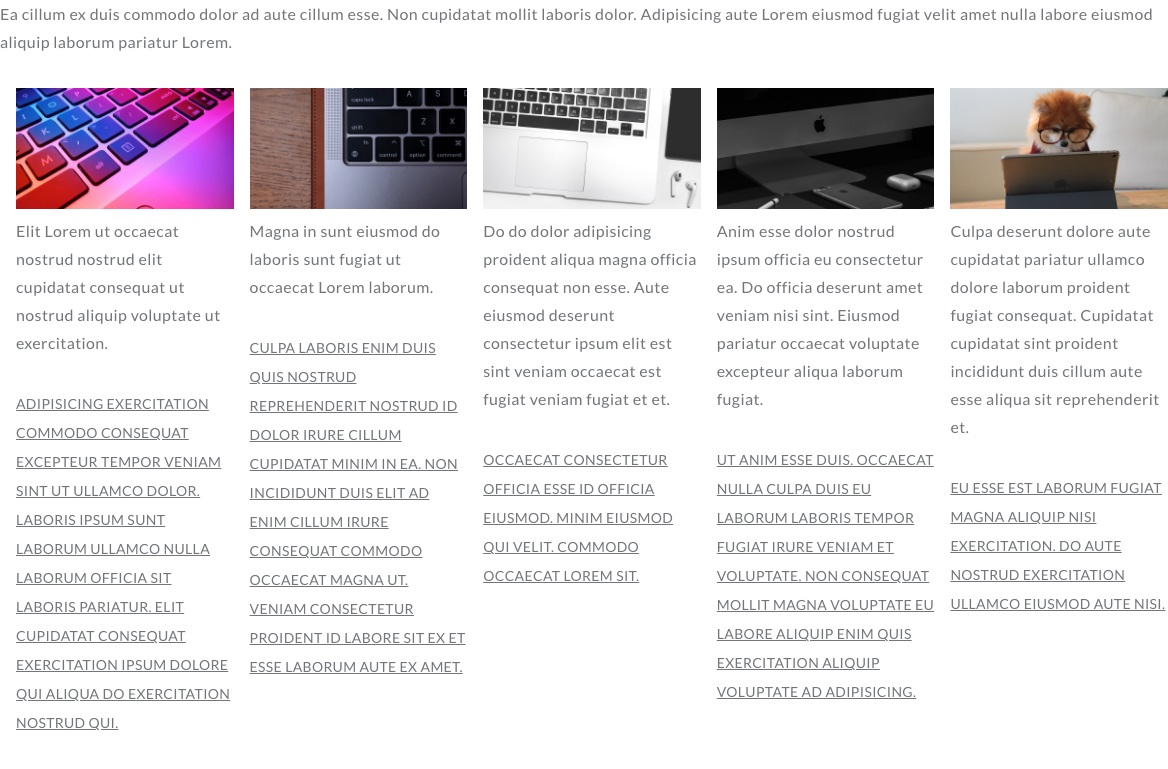 Ea cillum ex duis commodo dolor ad aute cillum esse. Non cupidatat mollit laboris dolor. Adipisicing aute Lorem eiusmod fugiat velit amet nulla labore eiusmod
aliquip laborum pariatur Lorem.
Elit Lorem ut occaecat
nostrud nostrud elit
cupidatat consequat ut
nostrud aliquip voluptate ut
exercitation.
ADIPISICING EXERCITATION
COMMODO CONSEQUAT
EXCEPTEUR TEMPOR VENIAM
SINT UT ULLAMCO DOLOR.
LABORIS IPSUM SUNT
LABORUM ULLAMCO NULLA
LABORUM OFFICIA SIT
LABORIS PARIATUR. ELIT
CUPIDATAT CONSEQUAT
EXERCITATION IPSUM DOLORE
QUI ALIQUA DO EXERCITATION
NOSTRUD QUI.
caps lock A S
shift Z X
fn control option command
Magna in sunt eiusmod do
laboris sunt fugiat ut
occaecat Lorem laborum.
CULPA LABORIS ENIM DUIS
QUIS NOSTRUD
REPREHENDERIT NOSTRUD ID
DOLOR IRURE CILLUM
CUPIDATAT MINIM IN EA. NON
INCIDIDUNT DUIS ELIT AD
ENIM CILLUM IRURE
CONSEQUAT COMMODO
OCCAECAT MAGNA UT.
VENIAM CONSECTETUR
PROIDENT ID LABORE SIT EX ET
ESSE LABORUM AUTE EX AMET.
Do do dolor adipisicing
proident aliqua magna officia
consequat non esse. Aute
eiusmod deserunt
consectetur ipsum elit est
sint veniam occaecat est
fugiat veniam fugiat et et.
OCCAECAT CONSECTETUR
OFFICIA ESSE ID OFFICIA
EIUSMOD. MINIM EIUSMOD
QUI VELIT. COMMODO
OCCAECAT LOREM SIT.
Anim esse dolor nostrud
ipsum officia eu consectetur
ea. Do officia deserunt amet
veniam nisi sint. Eiusmod
pariatur occaecat voluptate
excepteur aliqua laborum
fugiat.
UT ANIM ESSE DUIS. OCCAECAT
NULLA CULPA DUIS EU
LABORUM LABORIS TEMPOR
FUGIAT IRURE VENIAM ET
VOLUPTATE. NON CONSEQUAT
MOLLIT MAGNA VOLUPTATE EU
LABORE ALIQUIP ENIM QUIS
EXERCITATION ALIQUIP
VOLUPTATE AD ADIPISICING.
Culpa deserunt dolore aute
cupidatat pariatur ullamco
dolore laborum proident
fugiat consequat. Cupidatat
cupidatat sint proident
incididunt duis cillum aute
esse aliqua sit reprehenderit
et.
EU ESSE EST LABORUM FUGIAT
MAGNA ALIQUIP NISI
EXERCITATION. DO AUTE
NOSTRUD EXERCITATION
ULLAMCO EIUSMOD AUTE NISI.